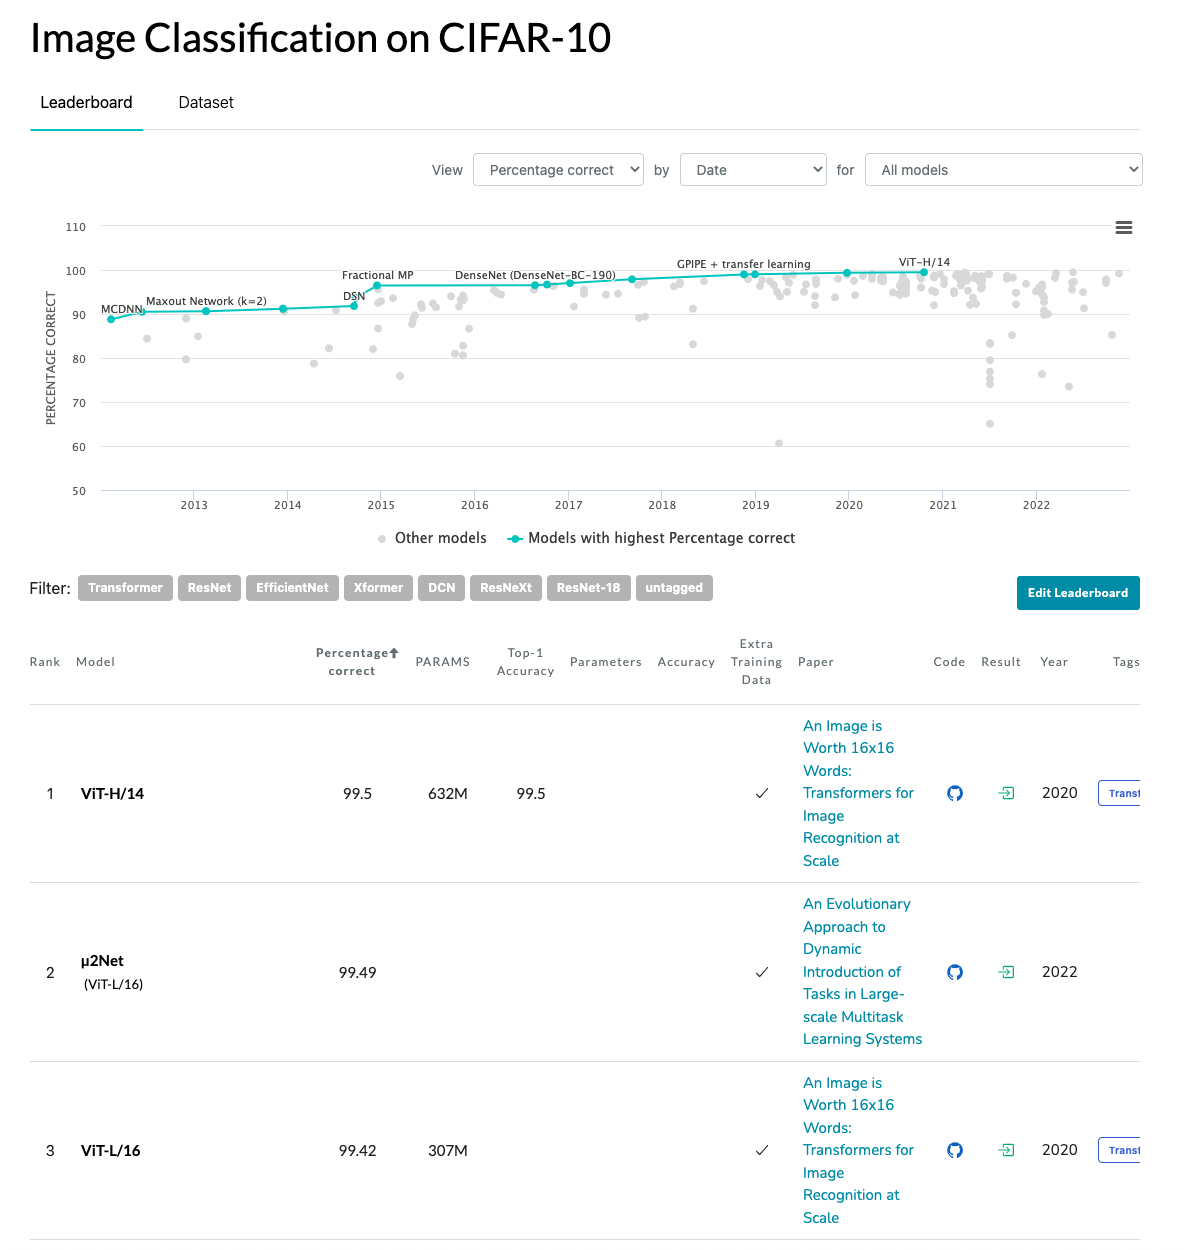 Image Classification on CIFAR-10
Leaderboard Dataset
View Percentage correct by Date for All models
110
100
90
80
70
60
50
PERCENTAGE CORRECT
MCDNN
Maxout Network (k=2)
DSN
Fractional MP
DenseNet (DenseNet-BC-190)
GPIPE + transfer learning
ViT-H/14
2013 2014 2015 2016 2017 2018 2019 2020 2021 2022
Other models Models with highest Percentage correct
Filter: Transformer ResNet EfficientNet Xformer DCN ResNeXt ResNet-18 untagged
Edit Leaderboard
Rank Model Percentage correct PARAMS Top-1 Accuracy Parameters Accuracy Extra Training Data Paper Code Result Year Tags
1 ViT-H/14 99.5 632M 99.5 ✓
An Image is
Worth 16x16
Words:
Transformers for
Image
Recognition at
Scale
2020 Transf
2 μ2Net
(ViT-L/16)
99.49 ✓
An Evolutionary
Approach to
Dynamic
Introduction of
Tasks in Large-
scale Multitask
Learning Systems
2022
3 ViT-L/16 99.42 307M ✓
An Image is
Worth 16x16
Words:
Transformers for
Image
Recognition at
Scale
2020 Transf